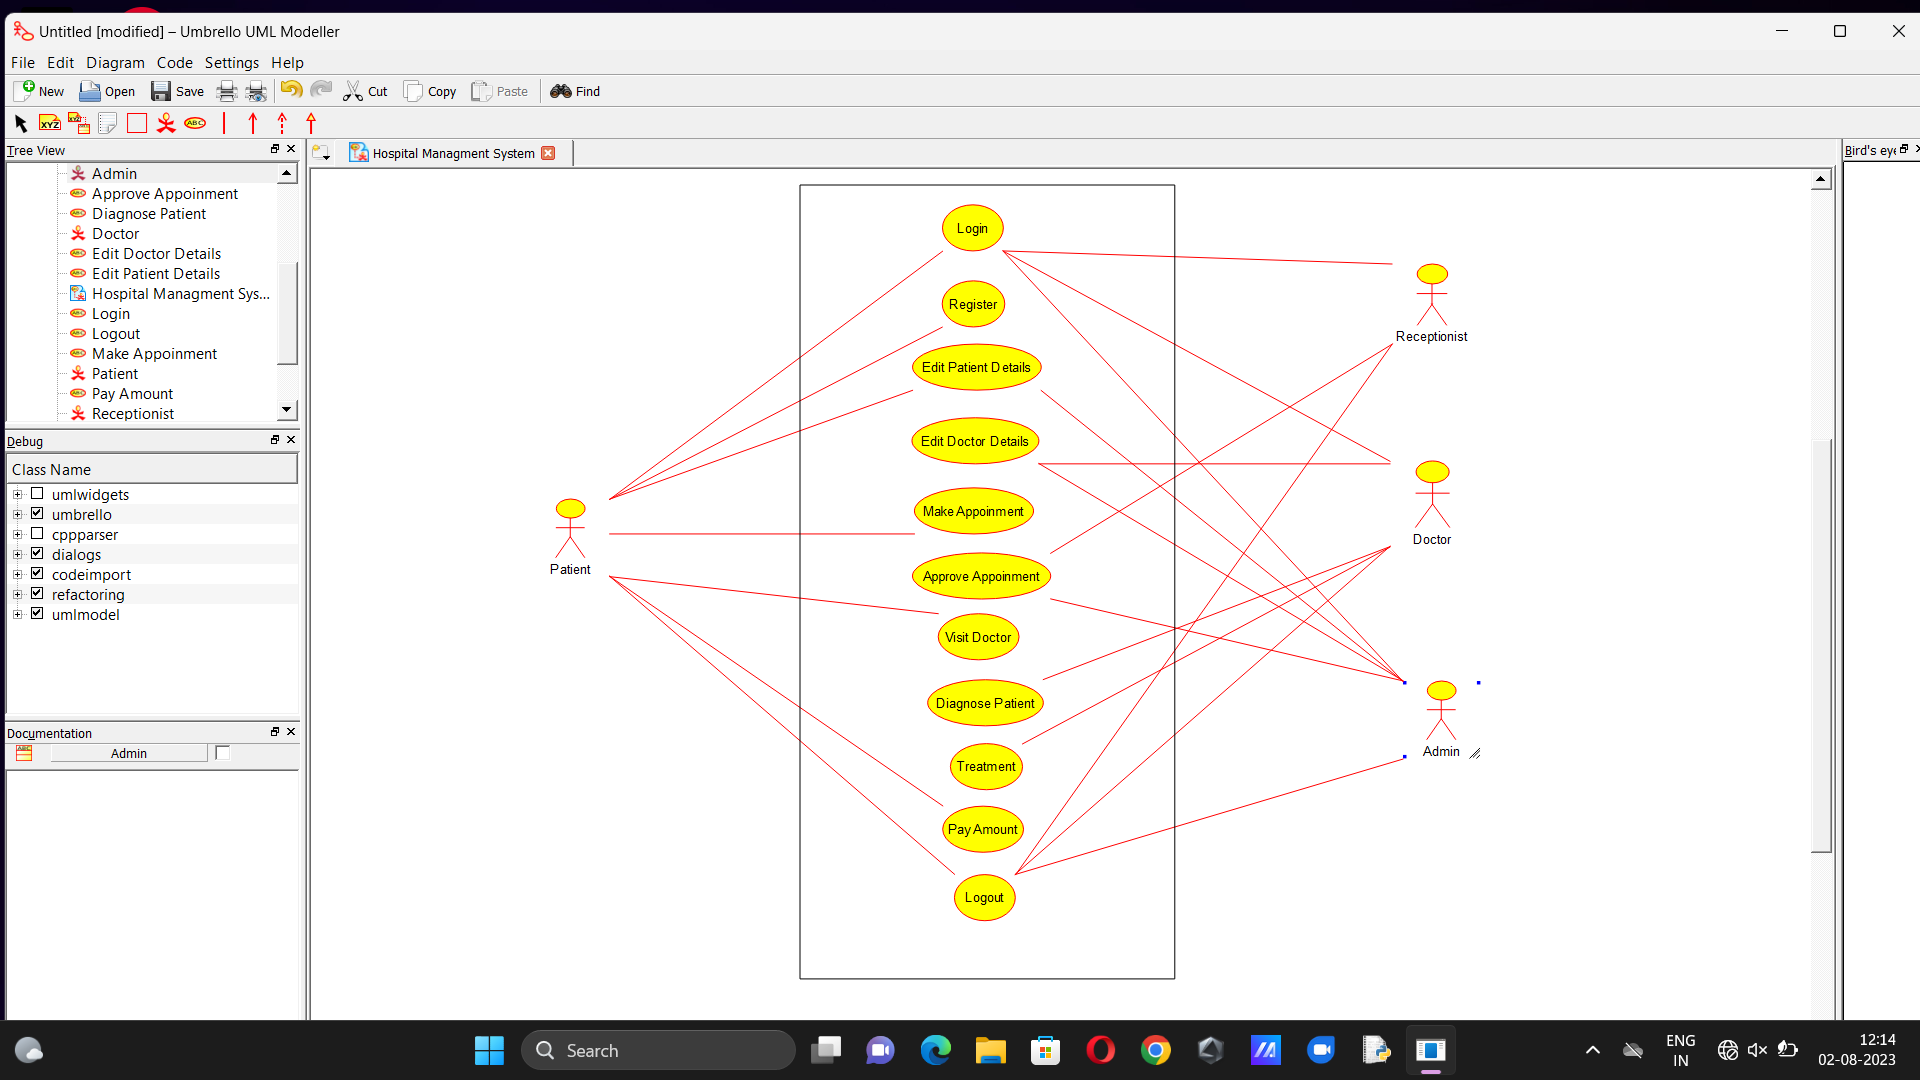 Untitled [modified] – Umbrello UML Modeller
File Edit Diagram Code Settings Help
New Open Save Cut Copy Paste Find
XYZ XYZ ABC
Tree View
Hospital Managment System
Bird's eye
Admin
Approve Appoinment
Diagnose Patient
Doctor
Edit Doctor Details
Edit Patient Details
Hospital Managment Sys...
Login
Logout
Make Appoinment
Patient
Pay Amount
Receptionist
Debug
Class Name
umlwidgets
umbrello
cppparser
dialogs
codeimport
refactoring
umlmodel
Documentation
Admin
Login
Register
Edit Patient Details
Edit Doctor Details
Make Appoinment
Approve Appoinment
Visit Doctor
Diagnose Patient
Treatment
Pay Amount
Logout
Patient
Receptionist
Doctor
Admin
Search
ENG
IN
12:14
02-08-2023